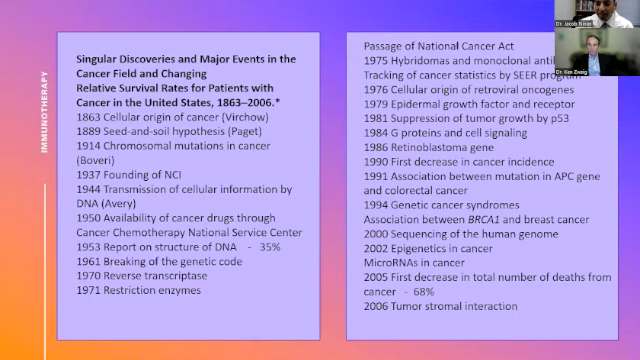 IMMUNOTHERAPY
Singular Discoveries and Major Events in the
Cancer Field and Changing
Relative Survival Rates for Patients with
Cancer in the United States, 1863–2006.*
1863 Cellular origin of cancer (Virchow)
1889 Seed-and-soil hypothesis (Paget)
1914 Chromosomal mutations in cancer
(Boveri)
1937 Founding of NCI
1944 Transmission of cellular information by
DNA (Avery)
1950 Availability of cancer drugs through
Cancer Chemotherapy National Service Center
1953 Report on structure of DNA - 35%
1961 Breaking of the genetic code
1970 Reverse transcriptase
1971 Restriction enzymes
Passage of National Cancer Act
1975 Hybridomas and monoclonal
Tracking of cancer statistics by SEER
1976 Cellular origin of retroviral oncogenes
1979 Epidermal growth factor and receptor
1981 Suppression of tumor growth by p53
1984 G proteins and cell signaling
1986 Retinoblastoma gene
1990 First decrease in cancer incidence
1991 Association between mutation in APC gene
and colorectal cancer
1994 Genetic cancer syndromes
Association between BRCA1 and breast cancer
2000 Sequencing of the human genome
2002 Epigenetics in cancer
MicroRNAs in cancer
2005 First decrease in total number of deaths from
cancer - 68%
2006 Tumor stromal interaction
Dr. Jacob
Dr. Ken Zweig